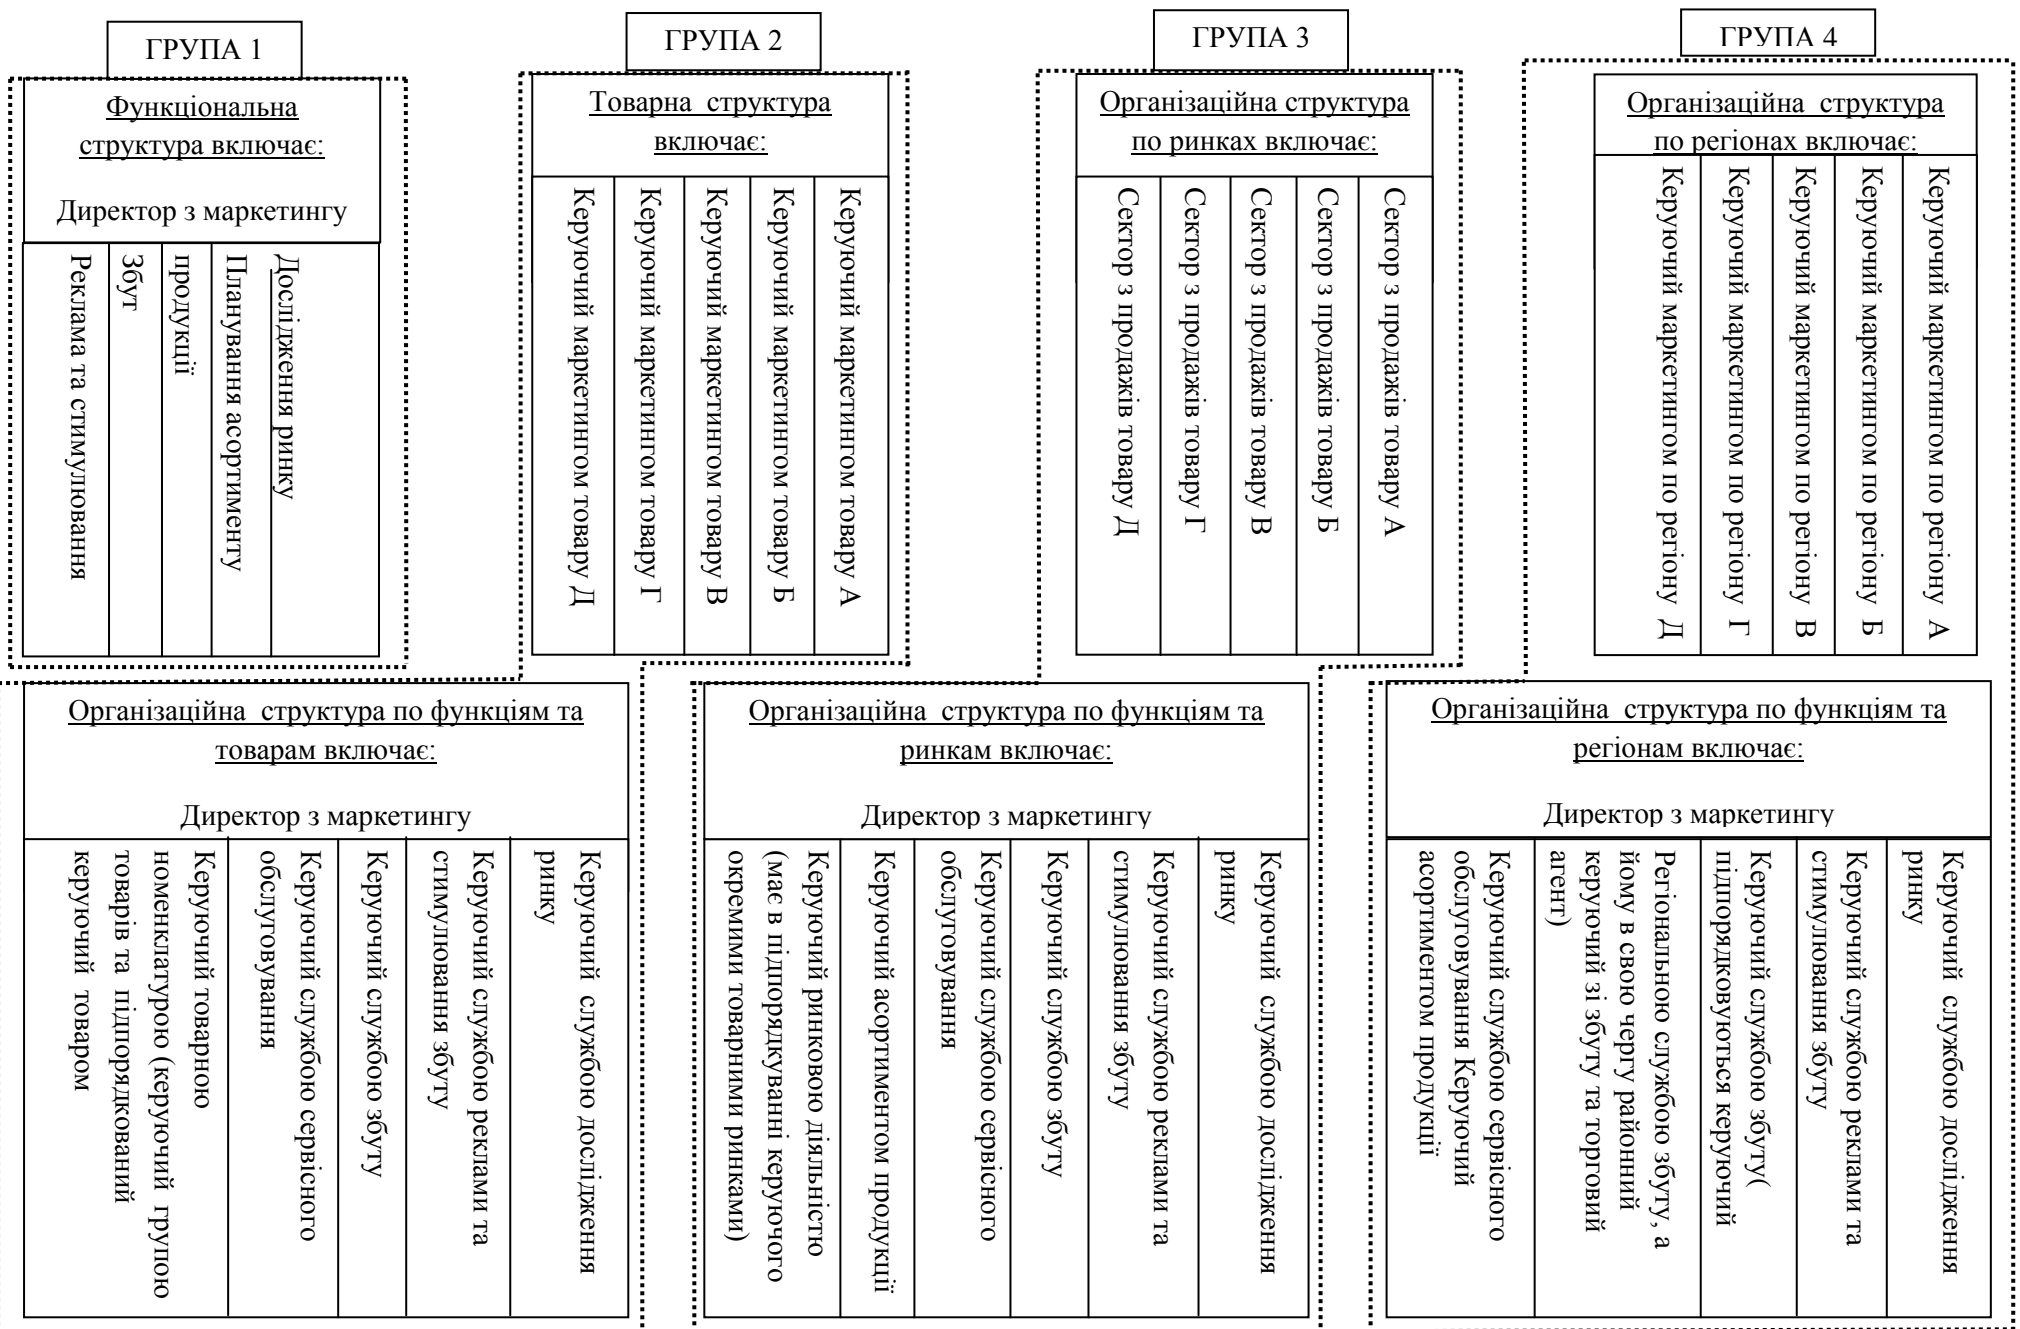 ГРУПА 1
Функціональна
структура включає:
Директор з маркетингу
Дослідження ринку
Планування асортименту
продукції
Збут
Реклама та стимулювання
ГРУПА 2
Товарна структура
включає:
Керуючий маркетингом товару А
Керуючий маркетингом товару Б
Керуючий маркетингом товару В
Керуючий маркетингом товару Г
Керуючий маркетингом товару Д
ГРУПА 3
Організаційна структура
по ринках включає:
Сектор з продажів товару А
Сектор з продажів товару Б
Сектор з продажів товару В
Сектор з продажів товару Г
Сектор з продажів товару Д
ГРУПА 4
Організаційна структура
по регіонах включає:
Керуючий маркетингом по регіону А
Керуючий маркетингом по регіону Б
Керуючий маркетингом по регіону В
Керуючий маркетингом по регіону Г
Керуючий маркетингом по регіону Д
Організаційна структура по функціям та
товарам включає:
Директор з маркетингу
Керуючий службою дослідження
ринку
Керуючий службою реклами та
стимулювання збуту
Керуючий службою збуту
Керуючий службою сервісного
обслуговування
Керуючий товарною
номенклатурою (керуючий групою
товарів та підпорядкований
керуючий товаром
Організаційна структура по функціям та
ринкам включає:
Директор з маркетингу
Керуючий службою дослідження
ринку
Керуючий службою реклами та
стимулювання збуту
Керуючий службою збуту
Керуючий службою сервісного
обслуговування
Керуючий асортиментом продукції
Керуючий ринковою діяльністю
(має в підпорядкуванні керуючого
окремими товарними ринками)
Організаційна структура по функціям та
регіонам включає:
Директор з маркетингу
Керуючий службою дослідження
ринку
Керуючий службою реклами та
стимулювання збуту
Керуючий службою збуту(
підпорядковуються керуючий
Регіональною службою збуту, а
йому в свою чергу районний
керуючий зі збуту та торговий
агент)
Керуючий службою сервісного
обслуговування Керуючий
асортиментом продукції